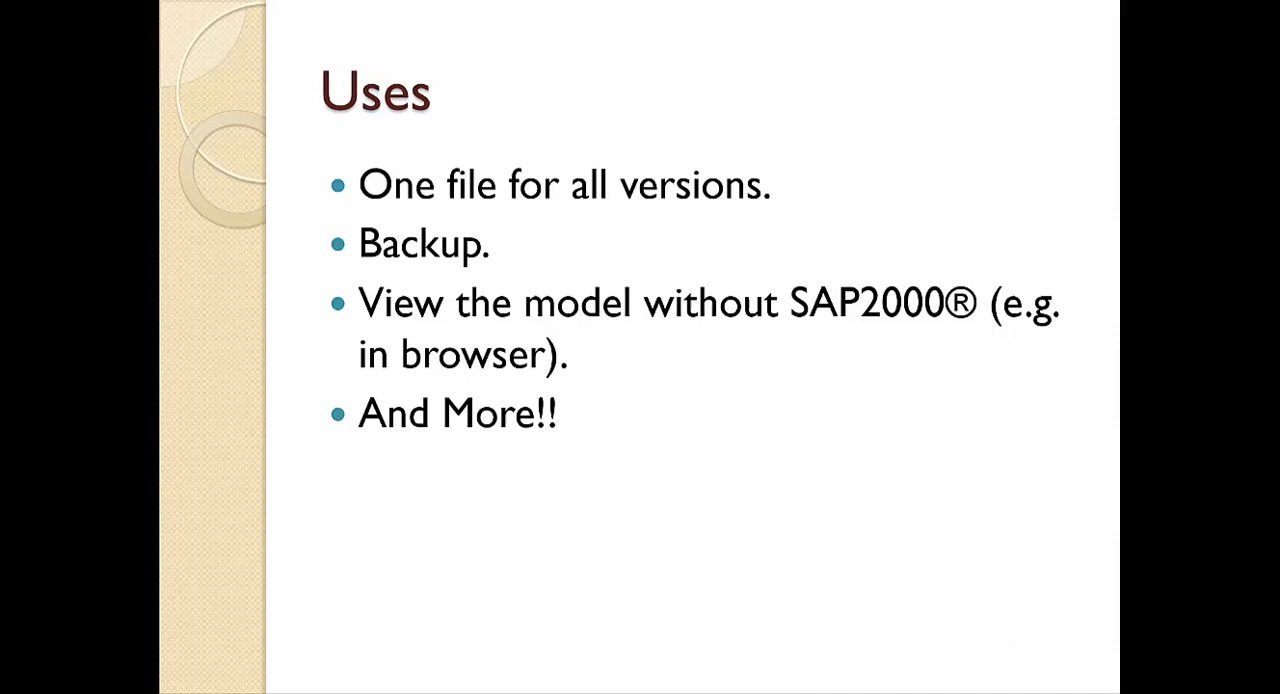 Uses
• One file for all versions.
• Backup.
• View the model without SAP2000® (e.g.
in browser).
• And More!!